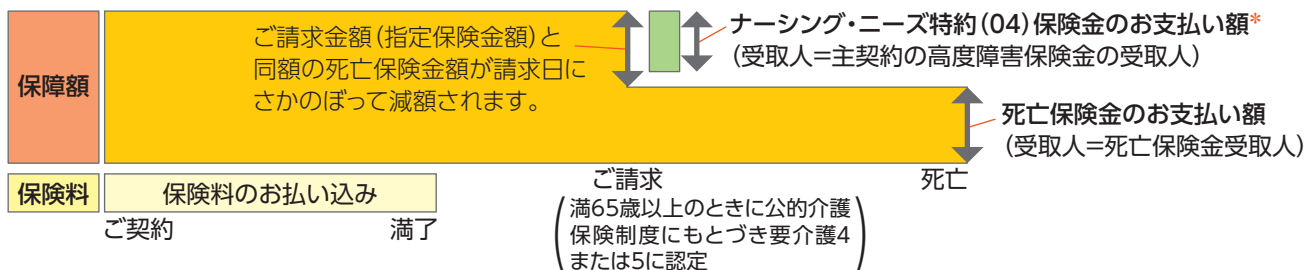 保障額
ご請求金額(指定保険金額)と
同額の死亡保険金額が請求日に
さかのぼって減額されます。
ナーシング・ニーズ特約(04)保険金のお支払い額*
(受取人=主契約の高度障害保険金の受取人)
死亡保険金のお支払い額
(受取人=死亡保険金受取人)
保険料
保険料のお払い込み
ご契約
満了
ご請求
死亡
(満65歳以上のときに公的介護
保険制度にもとづき要介護4
または5に認定)